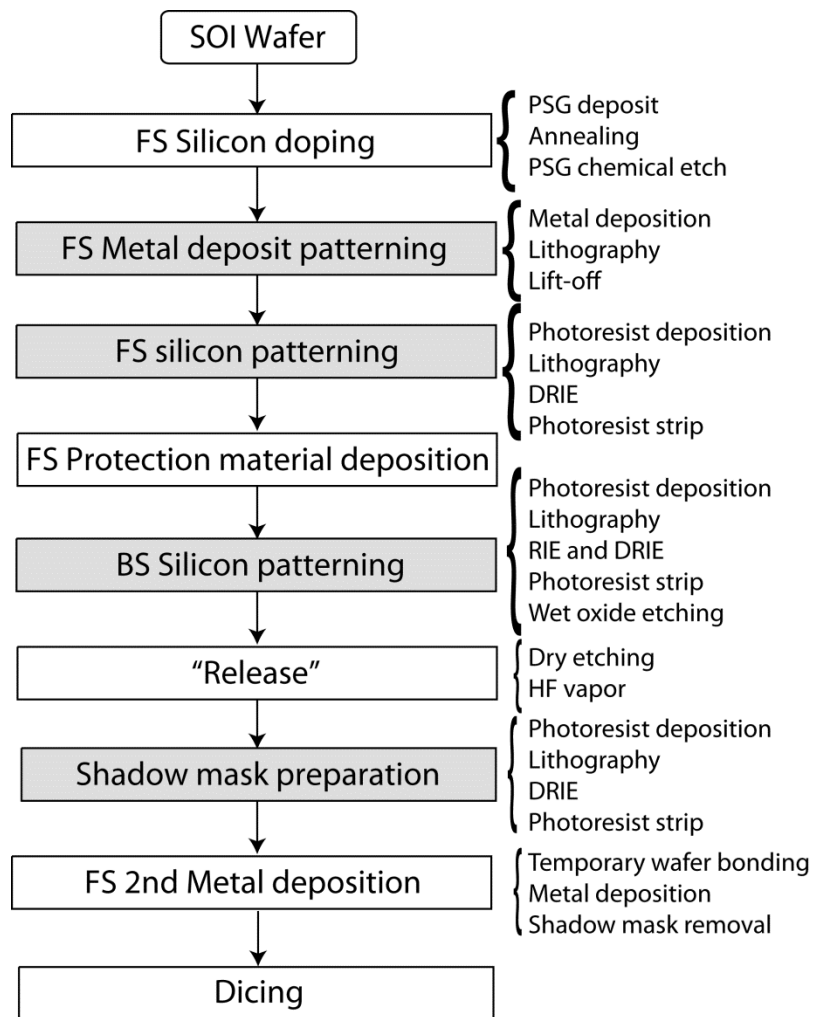 SOI Wafer
FS Silicon doping
PSG deposit
Annealing
PSG chemical etch
FS Metal deposit patterning
Metal deposition
Lithography
Lift-off
FS silicon patterning
Photoresist deposition
Lithography
DRIE
Photoresist strip
FS Protection material deposition
BS Silicon patterning
Photoresist deposition
Lithography
RIE and DRIE
Photoresist strip
Wet oxide etching
“Release”
Dry etching
HF vapor
Shadow mask preparation
Photoresist deposition
Lithography
DRIE
Photoresist strip
FS 2nd Metal deposition
Temporary wafer bonding
Metal deposition
Shadow mask removal
Dicing